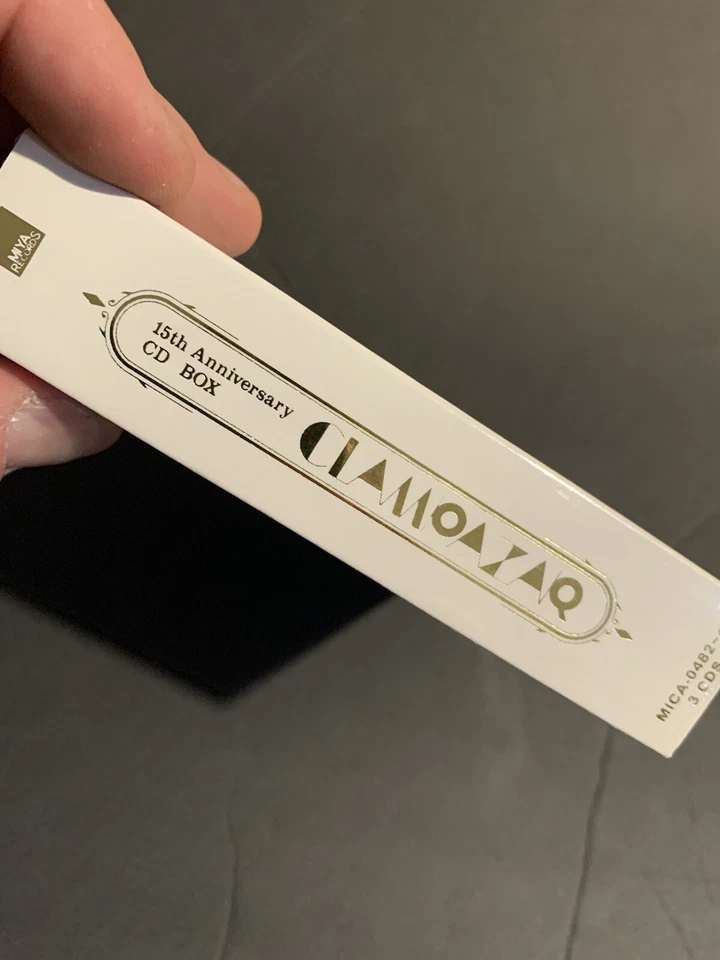 MIYA
RECORDS
15th Anniversary
CD BOX
MICA-0482~
3 CDS